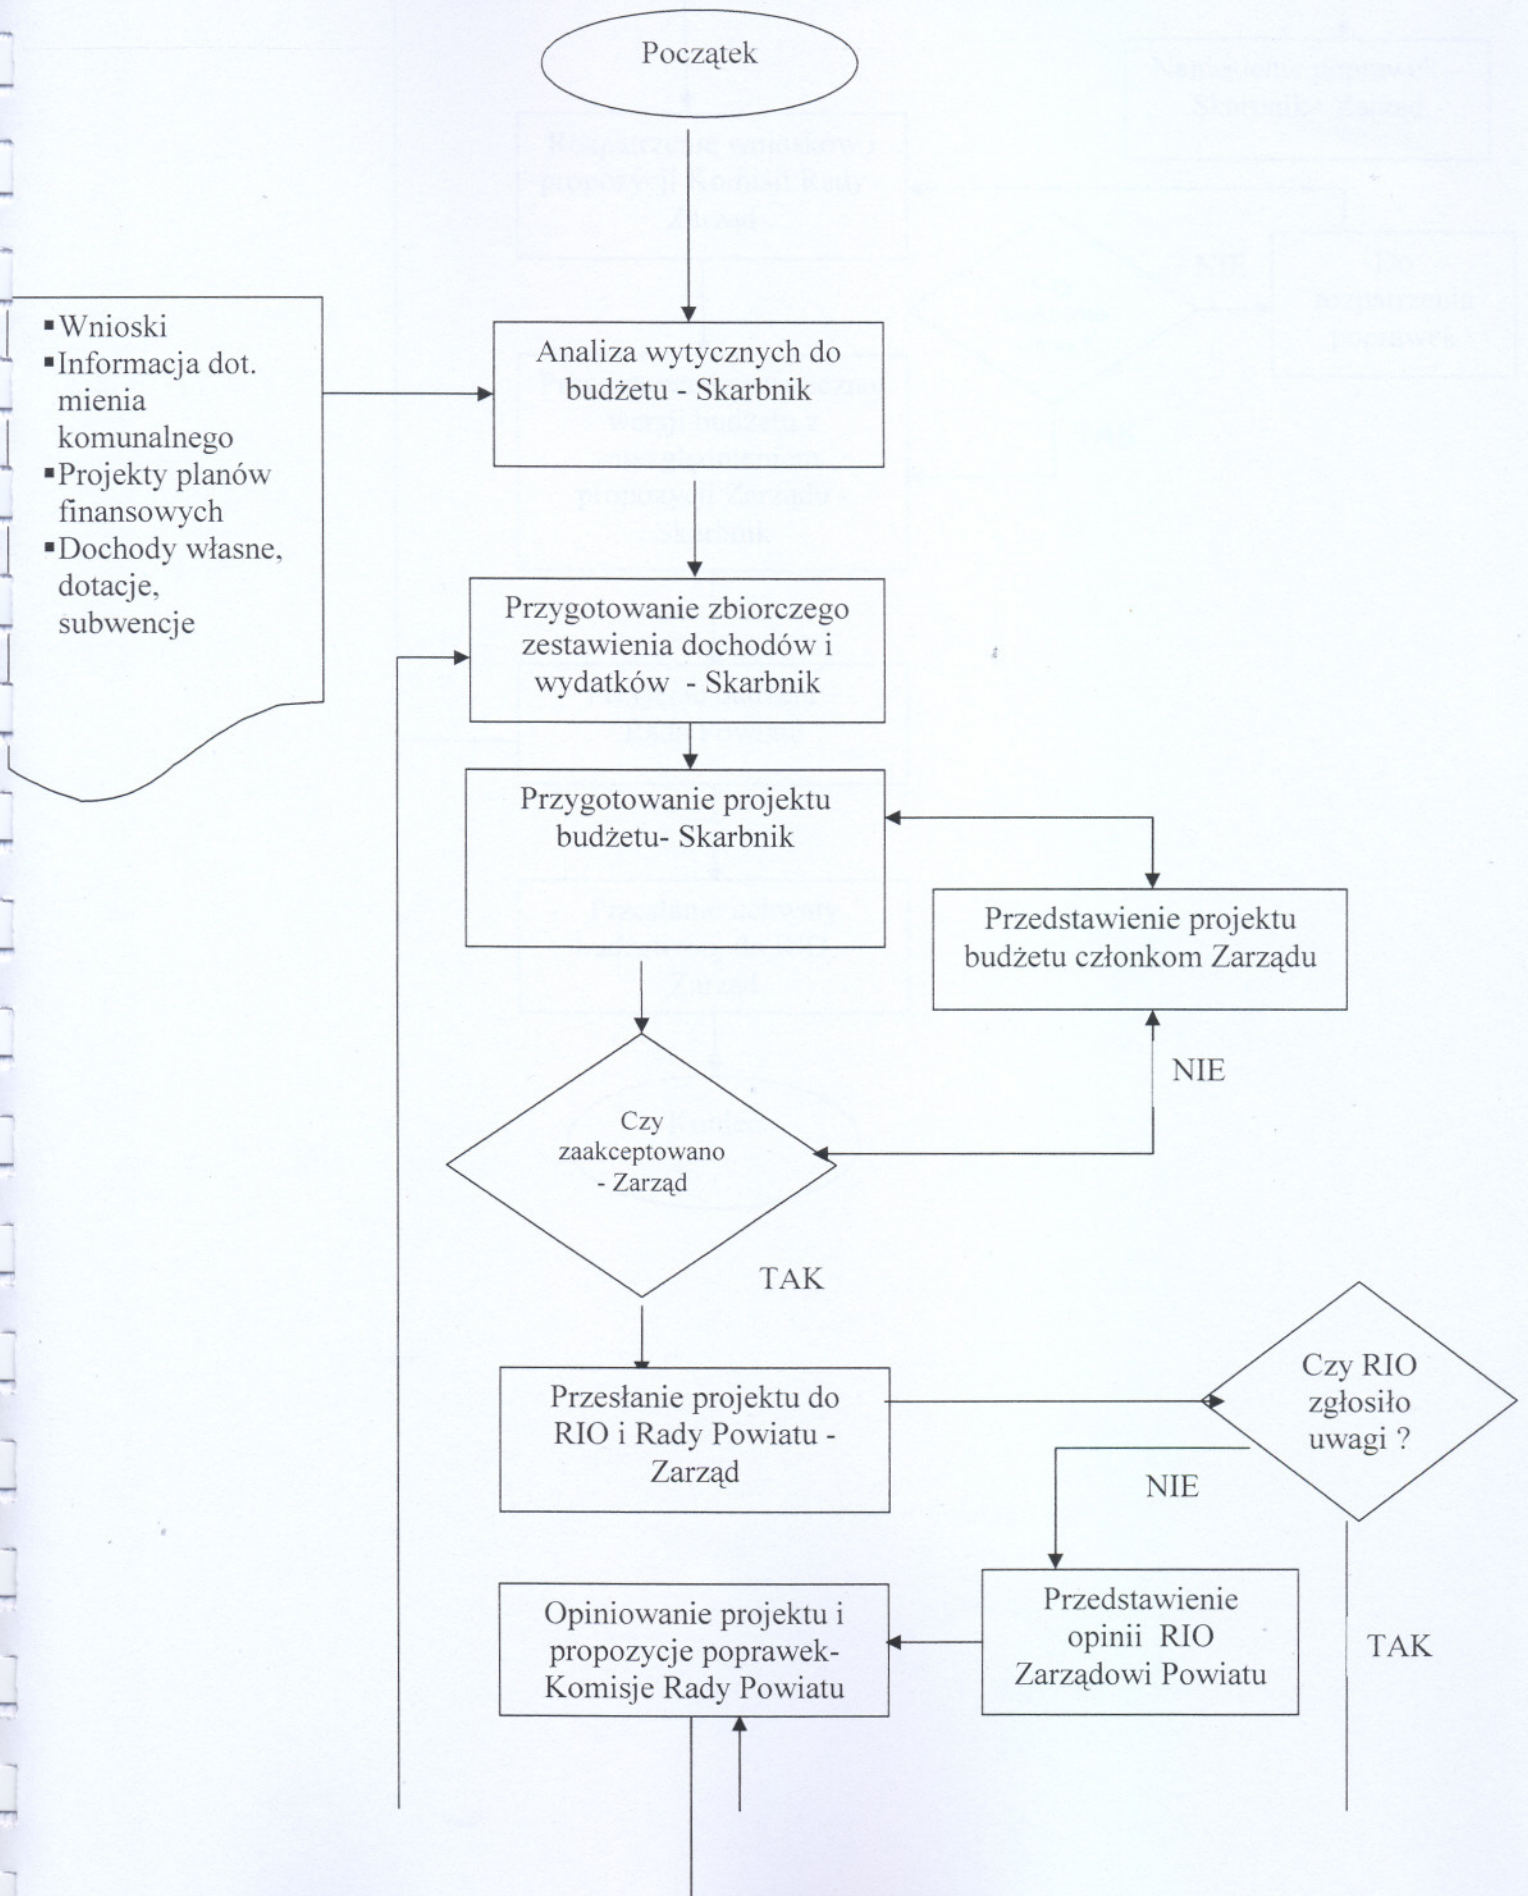 Początek
▪Wnioski
▪Informacja dot.
mienia
komunalnego
▪Projekty planów
finansowych
▪Dochody własne,
dotacje,
subwencje
Analiza wytycznych do
budżetu - Skarbnik
Przygotowanie zbiorczego
zestawienia dochodów i
wydatków - Skarbnik
Przygotowanie projektu
budżetu- Skarbnik
Przedstawienie projektu
budżetu członkom Zarządu
NIE
Czy
zaakceptowano
- Zarząd
TAK
Przesłanie projektu do
RIO i Rady Powiatu -
Zarząd
Czy RIO
zgłosiło
uwagi ?
NIE
Przedstawienie
opinii RIO
Zarządowi Powiatu
TAK
Opiniowanie projektu i
propozycje poprawek-
Komisje Rady Powiatu